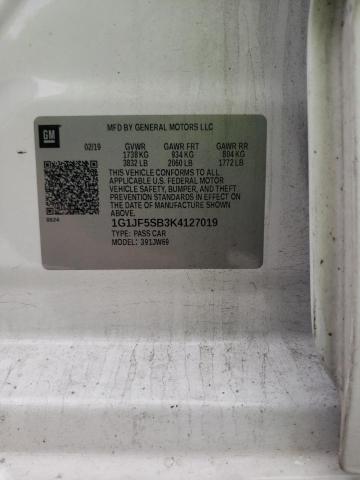 MFD BY GENERAL MOTORS LLC
GM
02/19 GVWR GAWR FRT GAWR RR
1738 KG 934 KG 804 KG
3832 LB 2060 LB 1772 LB
THIS VEHICLE CONFORMS TO ALL
APPLICABLE U.S. FEDERAL MOTOR
VEHICLE SAFETY, BUMPER, AND THEFT
PREVENTION STANDARDS IN EFFECT ON
THE DATE OF MANUFACTURE SHOWN
ABOVE.
1G1JF5SB3K4127019
TYPE: PASS CAR
MODEL: 391JW69